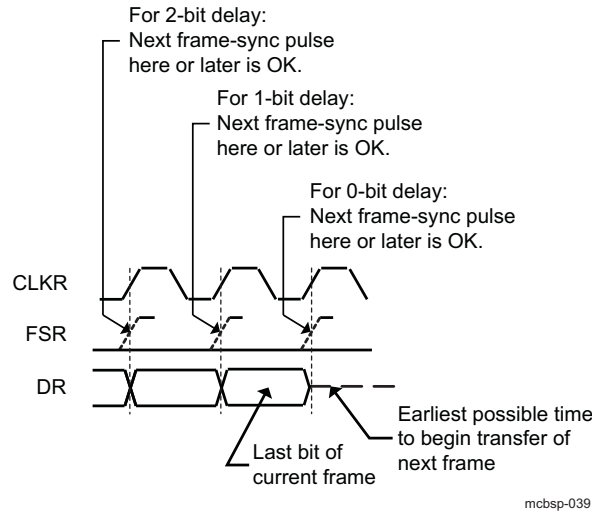 For 2-bit delay:
Next frame-sync pulse
here or later is OK.
For 1-bit delay:
Next frame-sync pulse
here or later is OK.
For 0-bit delay:
Next frame-sync pulse
here or later is OK.
CLKR
FSR
DR
Last bit of
current frame
Earliest possible time
to begin transfer of
next frame
mcbsp-039